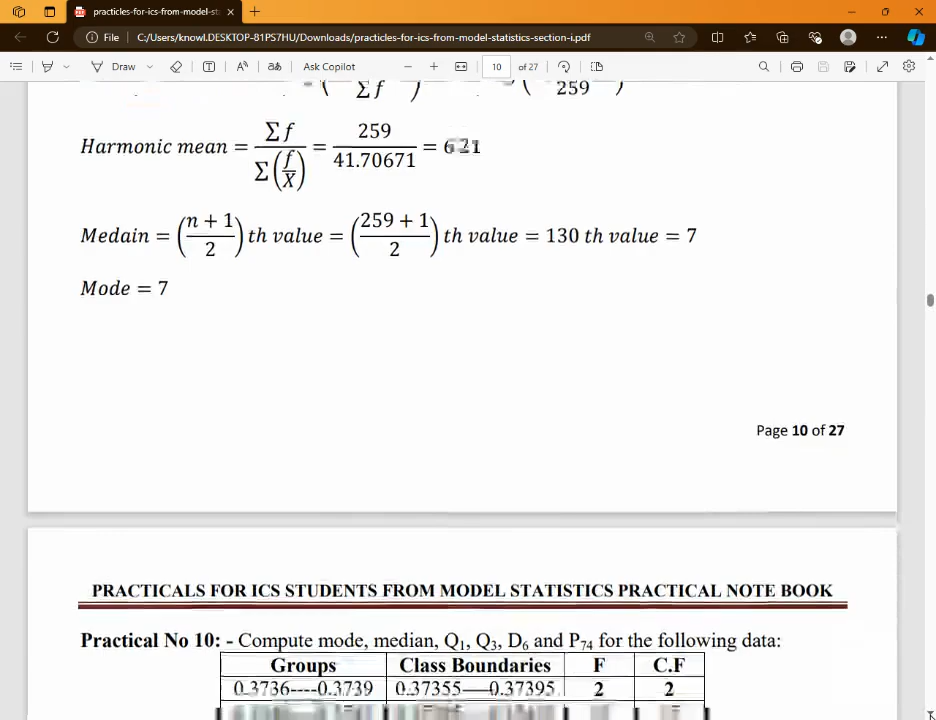 practicles-for-ics-from-model-st
File C:/Users/knowl.DESKTOP-81PS7HU/Downloads/practicles-for-ics-from-model-statistics-section-i.pdf
Draw Ask Copilot 10 of 27
Σf 259
Harmonic mean = Σf / Σ(f/X) = 259 / 41.70671 =
Medain = ((n + 1)/2) th value = ((259 + 1)/2) th value = 130 th value = 7
Mode = 7
Page 10 of 27
PRACTICALS FOR ICS STUDENTS FROM MODEL STATISTICS PRACTICAL NOTE BOOK
Practical No 10: - Compute mode, median, Q₁, Q₃, D₆ and P₇₄ for the following data:
Groups Class Boundaries F C.F
0.3736----0.3739 0.37355—–0.37395 2 2